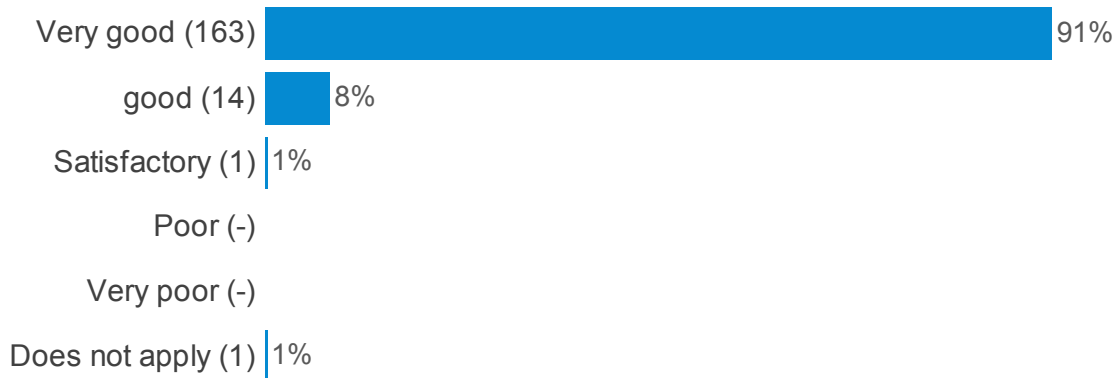 Very good (163) 91%
good (14) 8%
Satisfactory (1) 1%
Poor (-)
Very poor (-)
Does not apply (1) 1%